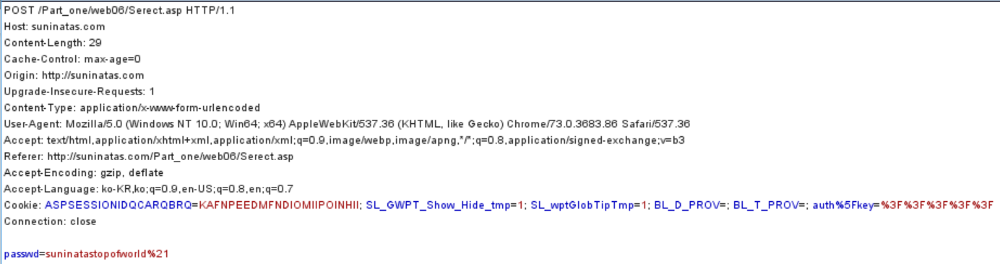 POST /Part_one/web06/Serect.asp HTTP/1.1
Host: suninatas.com
Content-Length: 29
Cache-Control: max-age=0
Origin: http://suninatas.com
Upgrade-Insecure-Requests: 1
Content-Type: application/x-www-form-urlencoded
User-Agent: Mozilla/5.0 (Windows NT 10.0; Win64; x64) AppleWebKit/537.36 (KHTML, like Gecko) Chrome/73.0.3683.86 Safari/537.36
Accept: text/html,application/xhtml+xml,application/xml;q=0.9,image/webp,image/apng,*/*;q=0.8,application/signed-exchange;v=b3
Referer: http://suninatas.com/Part_one/web06/Serect.asp
Accept-Encoding: gzip, deflate
Accept-Language: ko-KR,ko;q=0.9,en-US;q=0.8,en;q=0.7
Cookie: ASPSESSIONIDQCARQBRQ=KAFNPEEDMFNDIOMIIPOINHII; SL_GWPT_Show_Hide_tmp=1; SL_wptGlobTipTmp=1; BL_D_PROV=; BL_T_PROV=; auth%5Fkey=%3F%3F%3F%3F%3F
Connection: close
passwd=suninatastopofworld%21